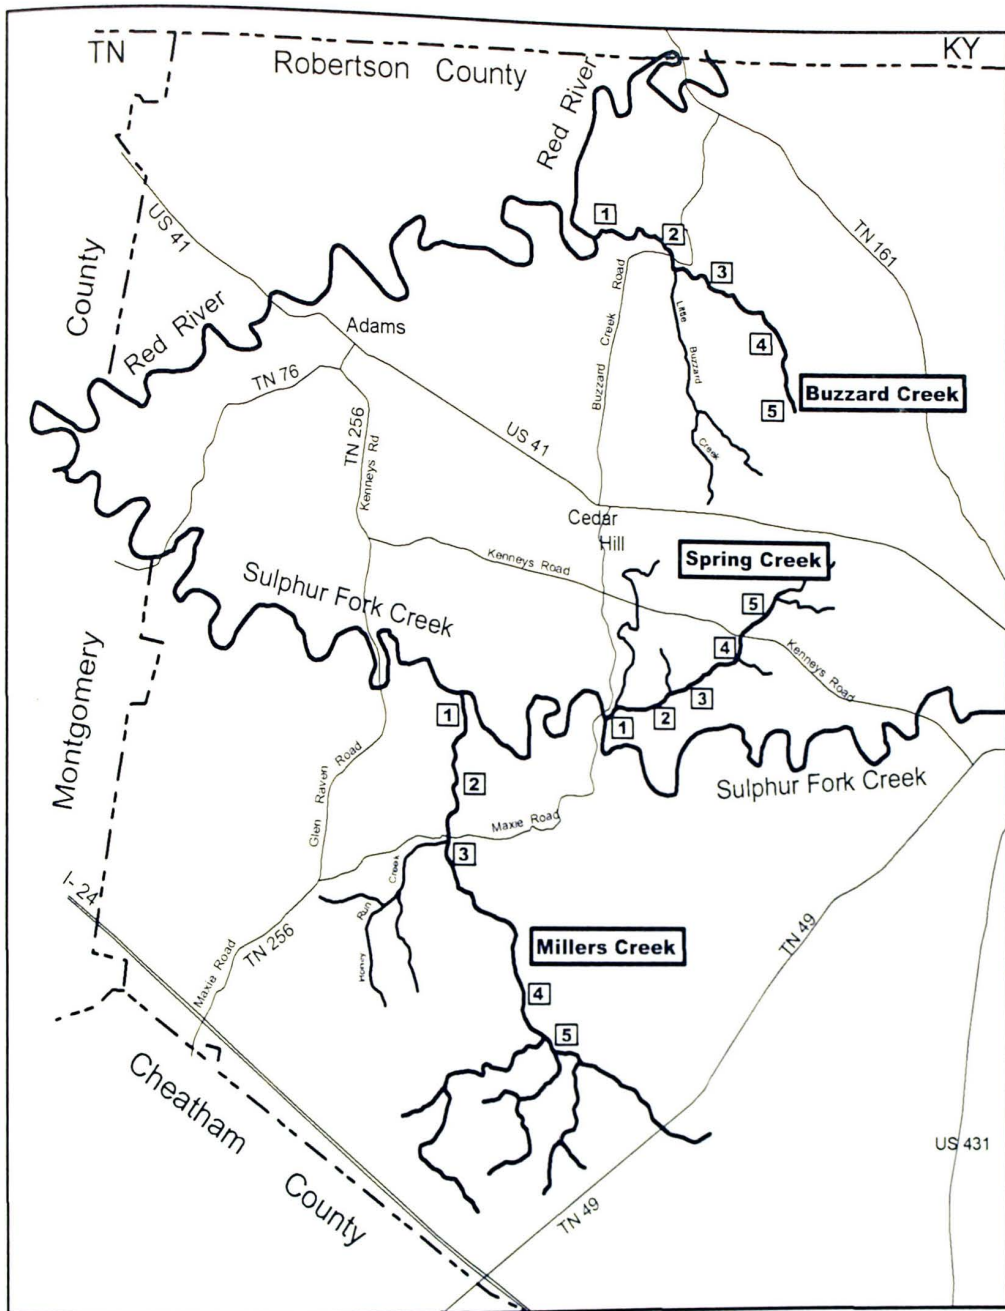 TN
Robertson County
KY
Red River
US 41
TN 161
County
Red River
Adams
TN 76
TN 256
Kenneys Rd
US 41
Buzzard Creek Road
Little Buzzard Creek
1
2
3
4
5
Buzzard Creek
Cedar
Hill
Kenneys Road
Spring Creek
5
4
3
2
1
Kenneys Road
Sulphur Fork Creek
Sulphur Fork Creek
Montgomery
1
2
3
Glen Raven Road
Maxie Road
Honey Run Creek
I-24
Maxie Road
TN 256
Millers Creek
4
5
TN 49
Cheatham
County
TN 49
US 431